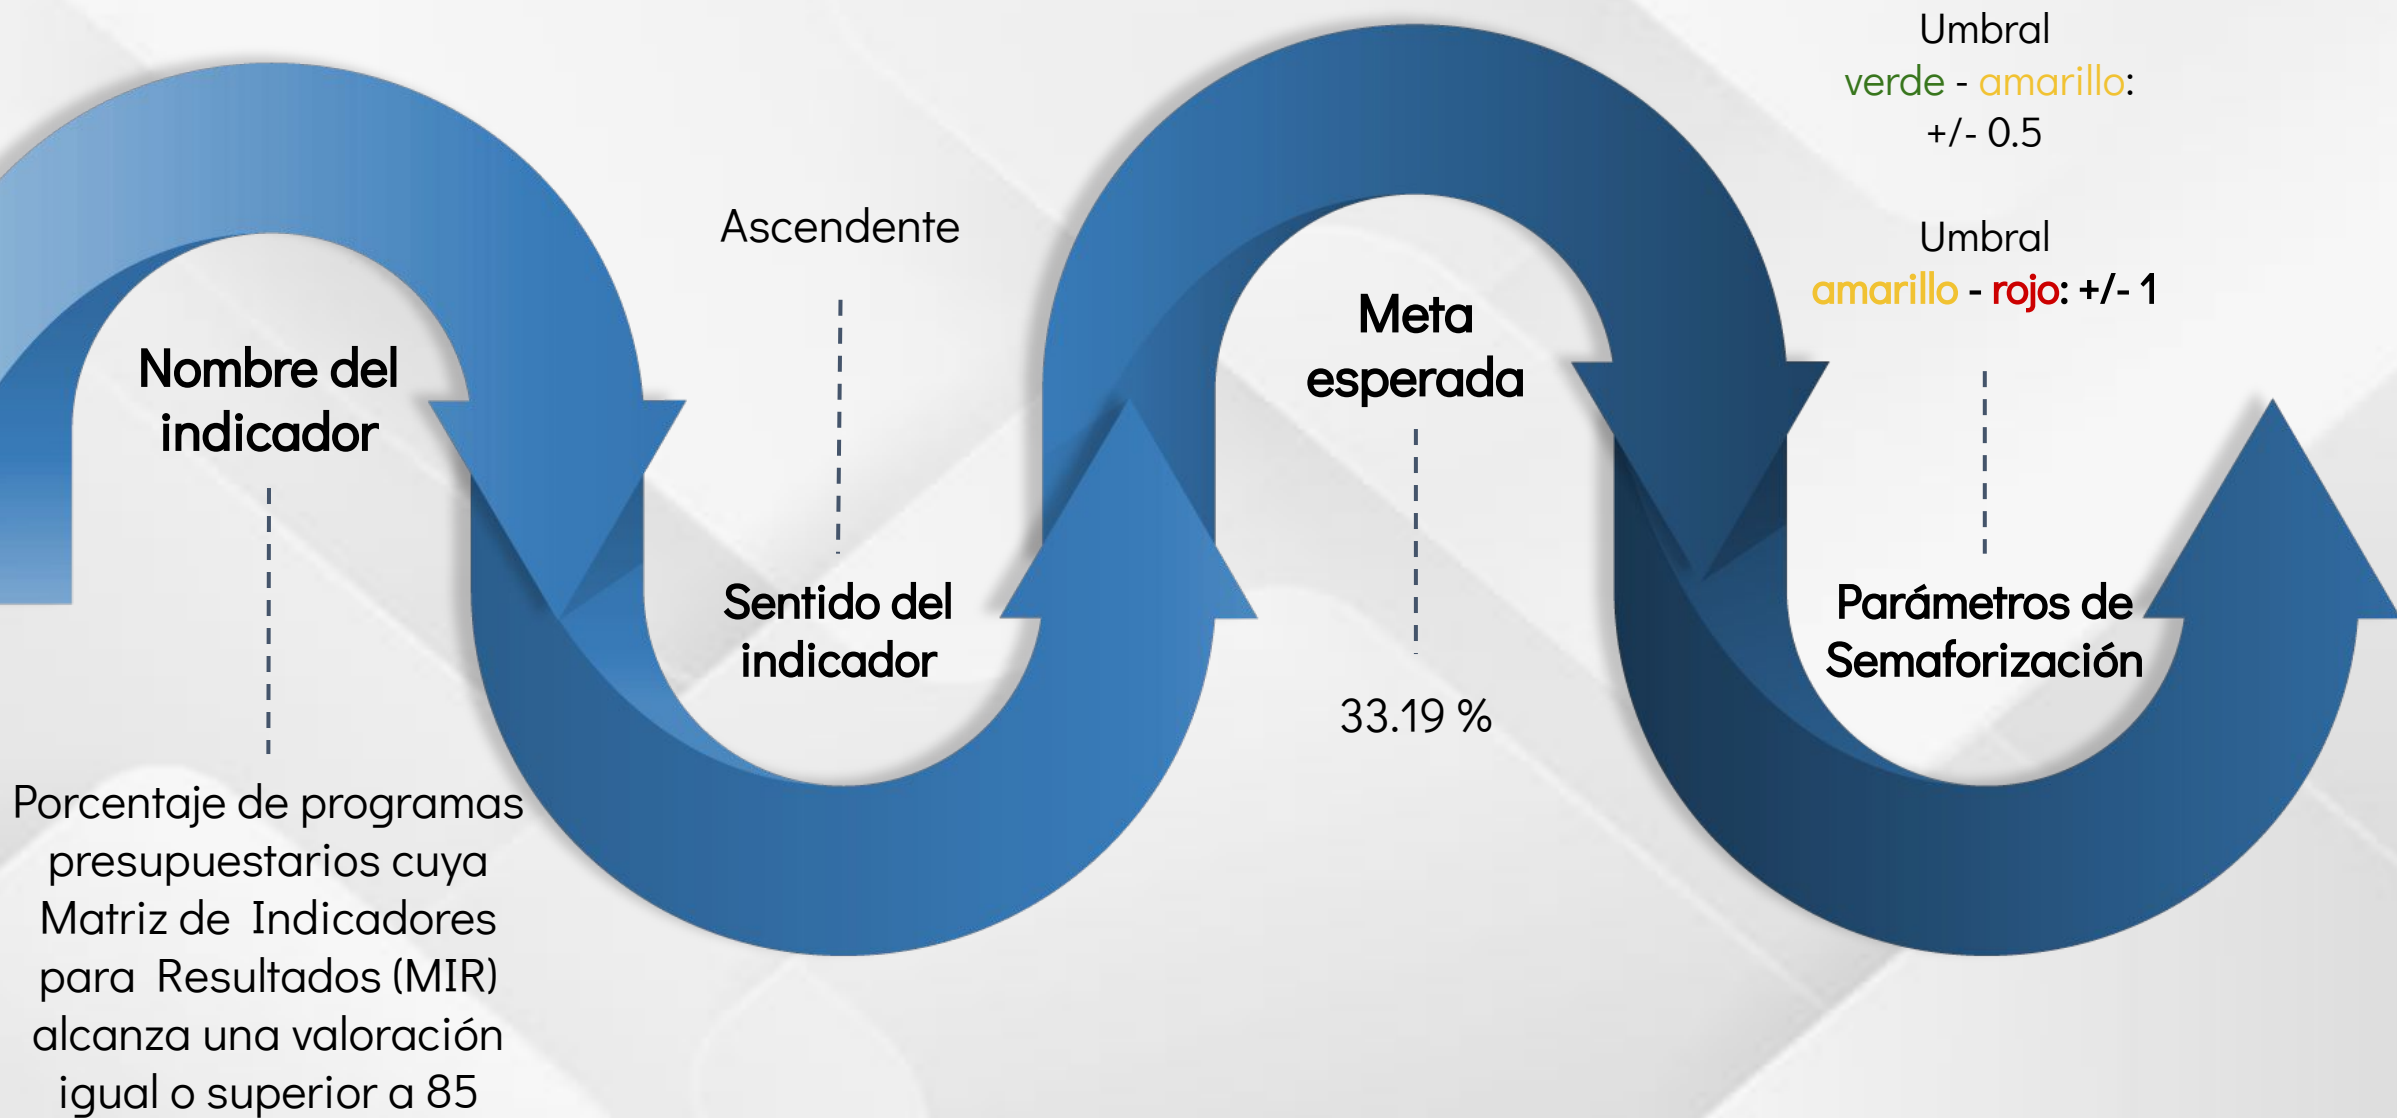 Nombre del
indicador
Porcentaje de programas
presupuestarios cuya
Matriz de Indicadores
para Resultados (MIR)
alcanza una valoración
igual o superior a 85
Ascendente
Sentido del
indicador
Meta
esperada
33.19 %
Umbral
verde - amarillo:
+/- 0.5
Umbral
amarillo - rojo: +/- 1
Parámetros de
Semaforización